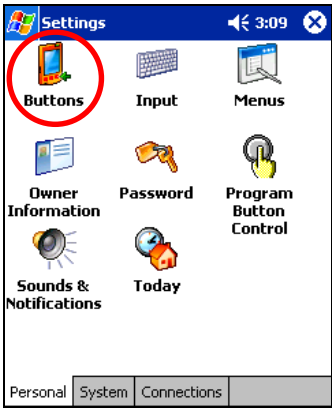 Settings 3:09
Buttons Input Menus
Owner Information Password Program Button Control
Sounds & Notifications Today
Personal System Connections